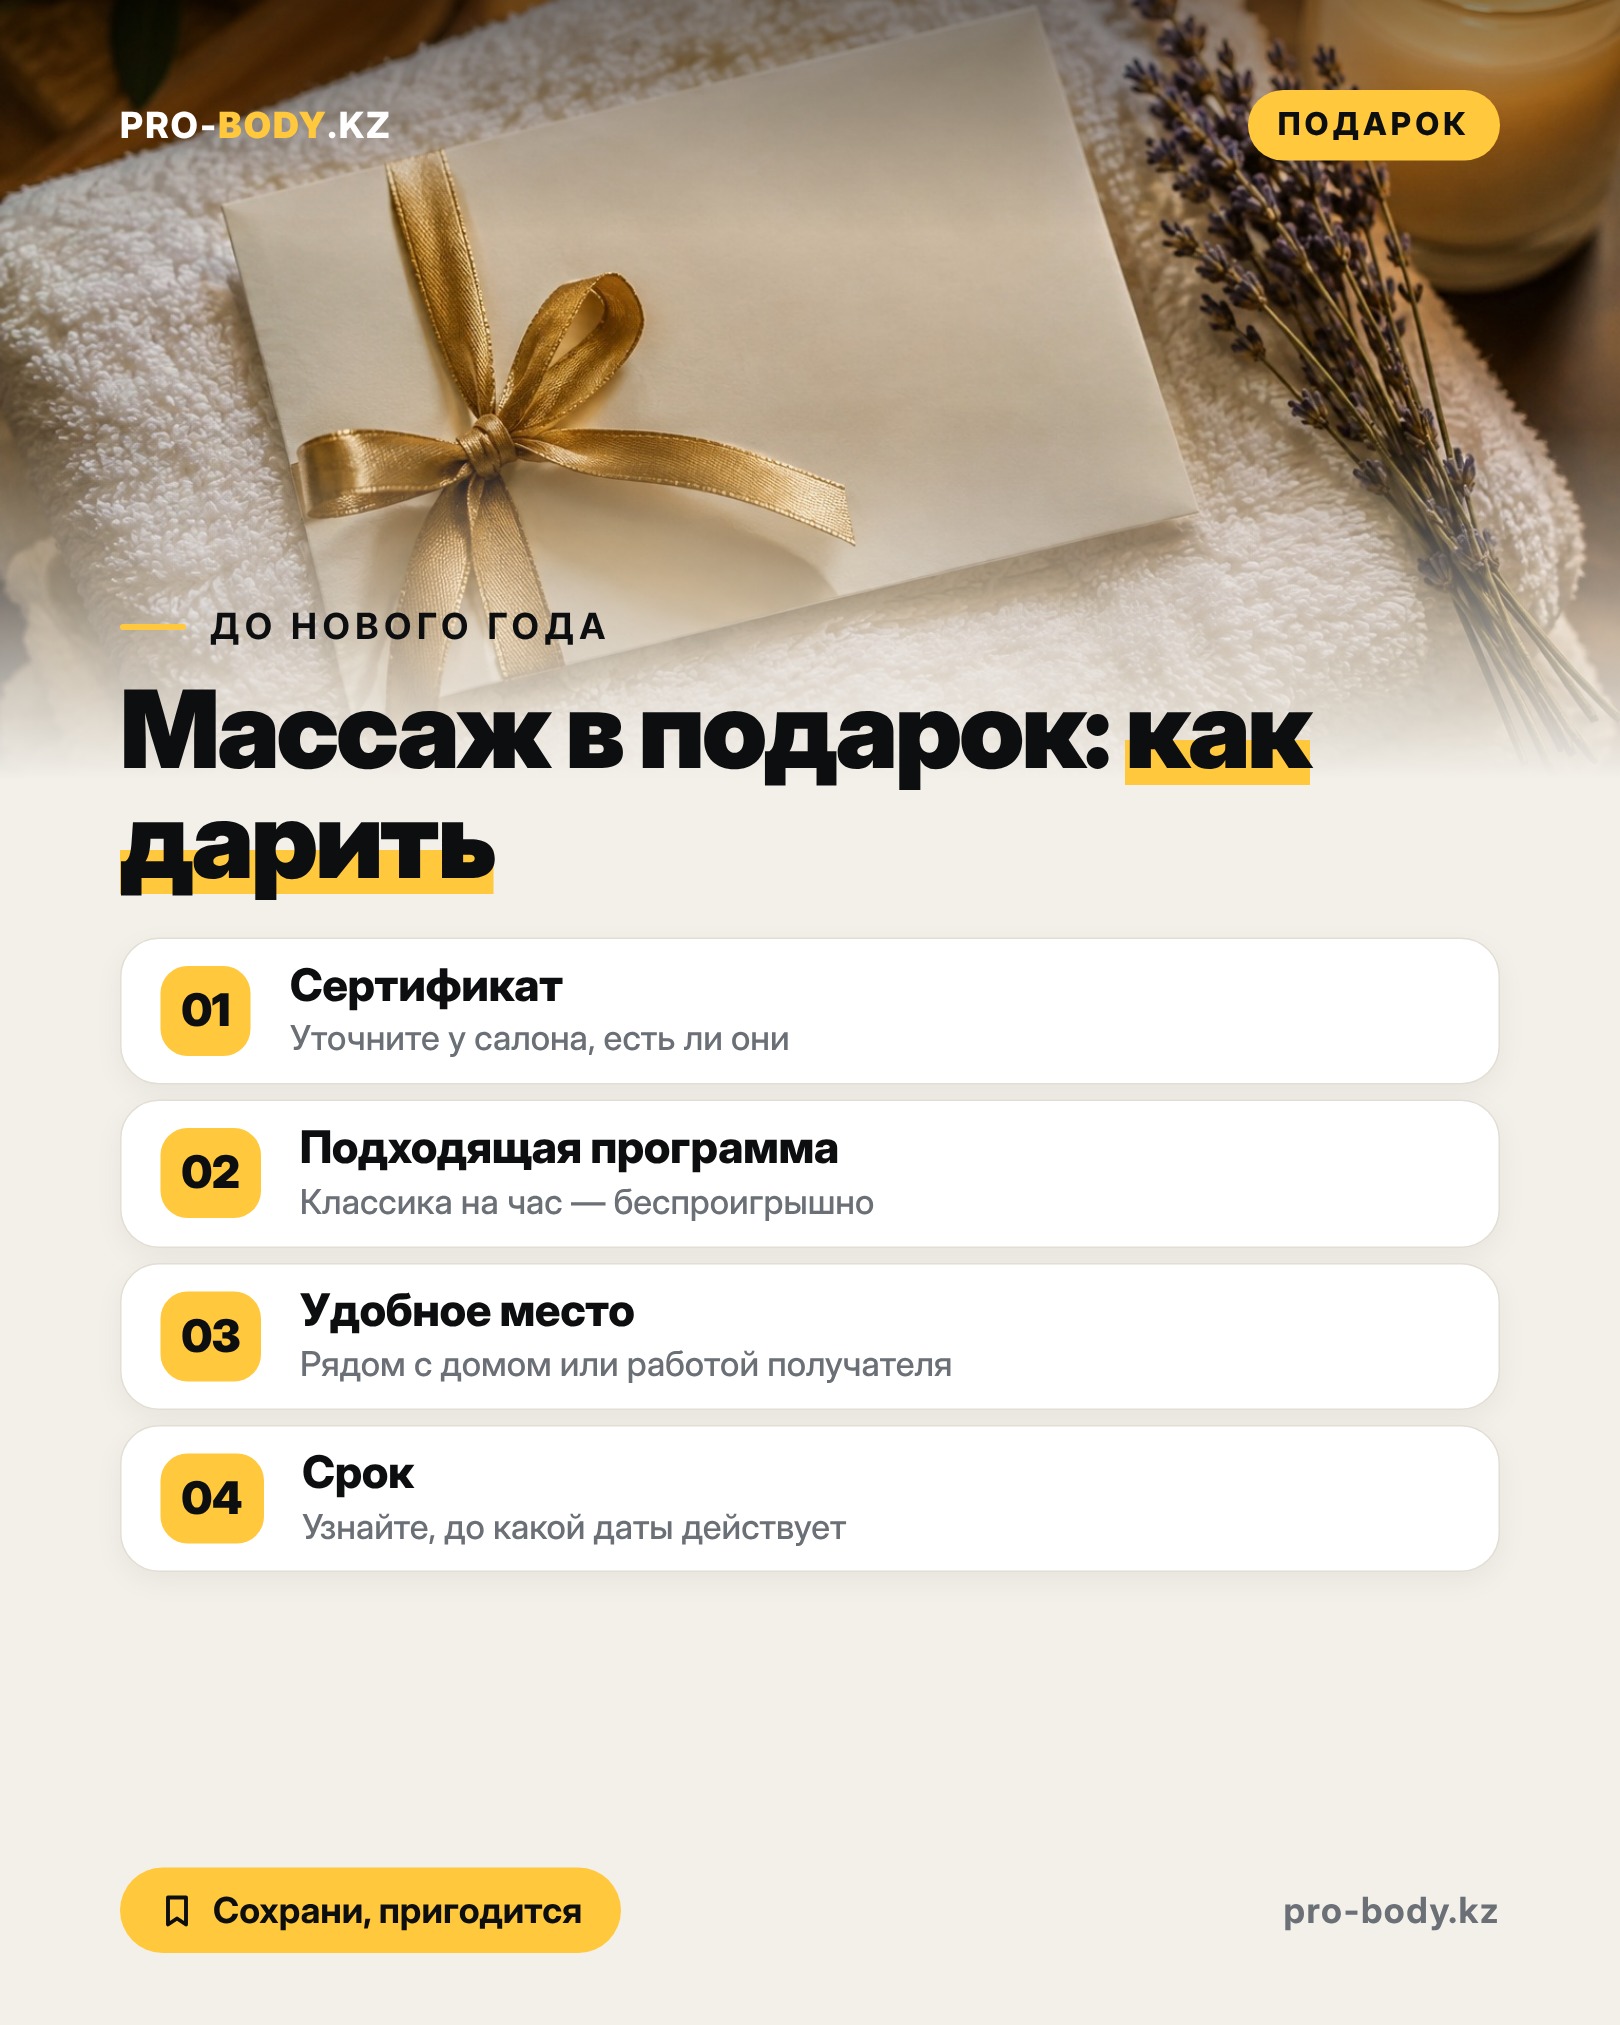 PRO-BODY.KZ
ПОДАРОК
ДО НОВОГО ГОДА
Массаж в подарок: как
дарить
01
Сертификат
Уточните у салона, есть ли они
02
Подходящая программа
Классика на час — беспроигрышно
03
Удобное место
Рядом с домом или работой получателя
04
Срок
Узнайте, до какой даты действует
Сохрани, пригодится
pro-body.kz